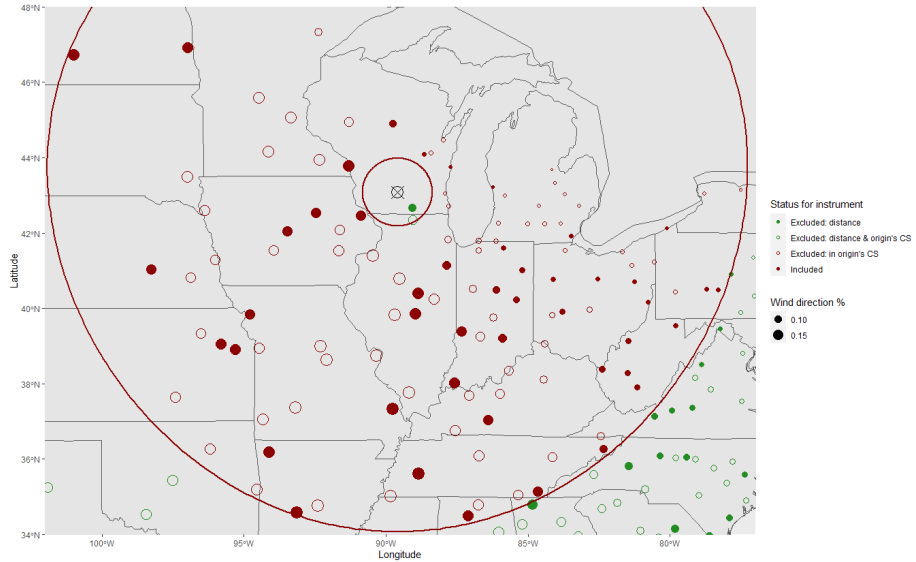 48°N
46°N
44°N
42°N
40°N
38°N
36°N
34°N
Latitude
100°W
95°W
90°W
85°W
80°W
Longitude
Status for instrument
Excluded: distance
Excluded: distance & origin's CS
Excluded: in origin's CS
Included
Wind direction %
0.10
0.15